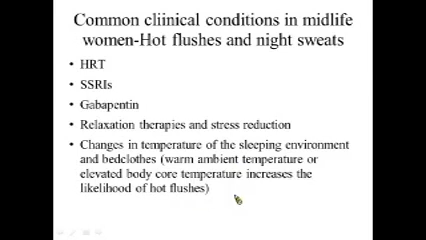 Common cliinical conditions in midlife
women-Hot flushes and night sweats
• HRT
• SSRIs
• Gabapentin
• Relaxation therapies and stress reduction
• Changes in temperature of the sleeping environment
and bedclothes (warm ambient temperature or
elevated body core temperature increases the
likelihood of hot flushes)